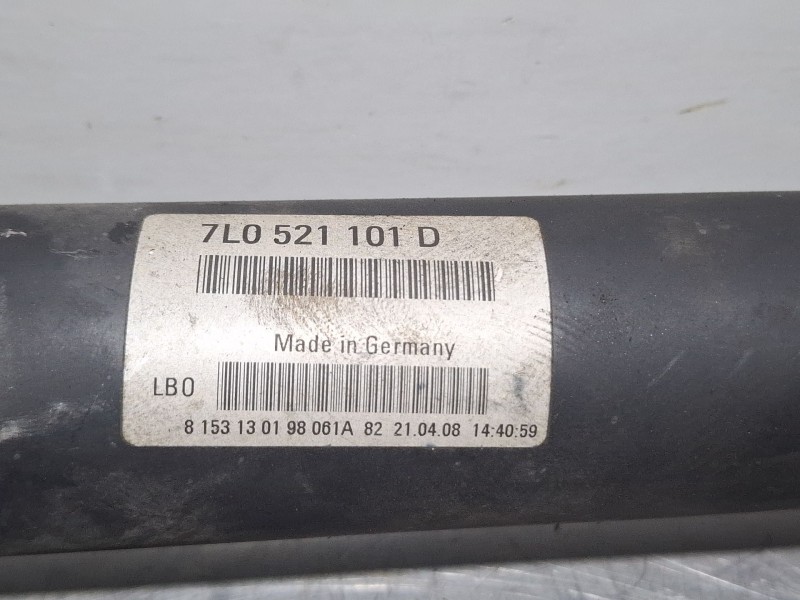 7L0 521 101 D
Made in Germany
LB0
8 153 13 01 98 061A 82 21.04.08 14:40:59